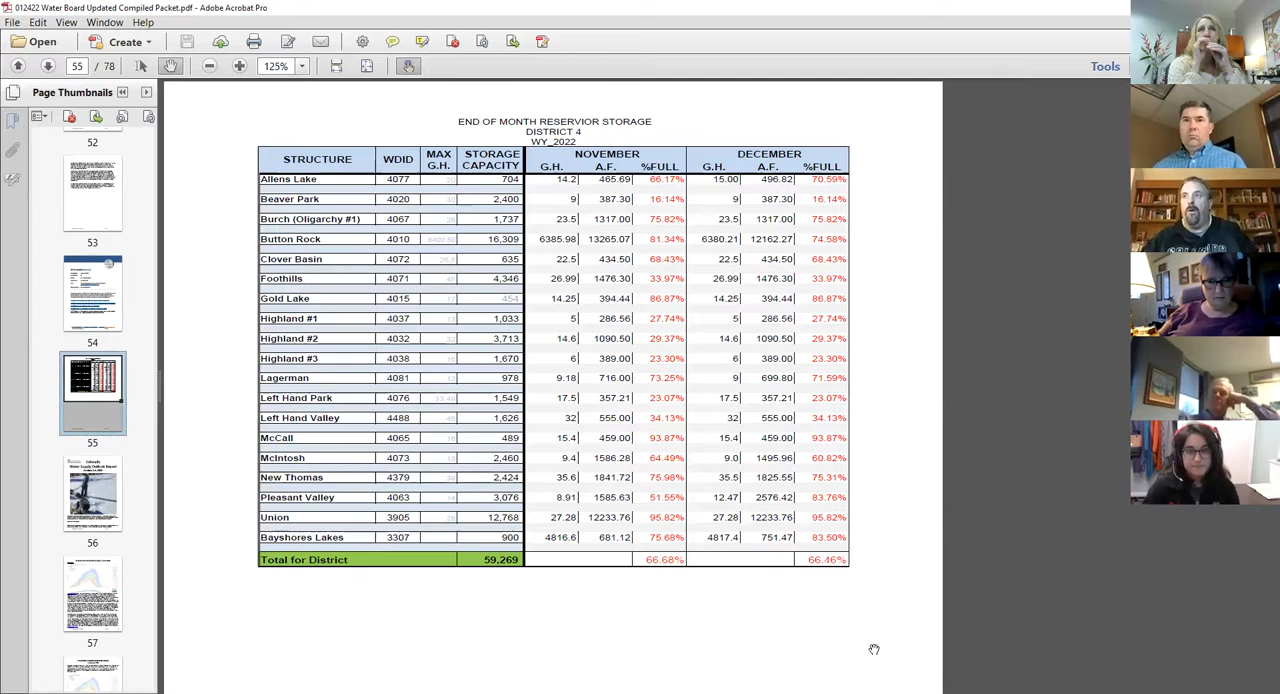 012422 Water Board Updated Compiled Packet.pdf - Adobe Acrobat Pro
File Edit View Window Help
Open Create
55 / 78 125% Tools
Page Thumbnails
52
53
54
55
56
57
END OF MONTH RESERVIOR STORAGE
DISTRICT 4
WY_2022
STRUCTURE WDID MAX G.H. STORAGE CAPACITY NOVEMBER DECEMBER
G.H. A.F. %FULL G.H. A.F. %FULL
Allens Lake 4077 704 14.2 465.69 66.17% 15.00 496.82 70.59%
Beaver Park 4020 2,400 9 387.30 16.14% 9 387.30 16.14%
Burch (Oligarchy #1) 4067 1,737 23.5 1317.00 75.82% 23.5 1317.00 75.82%
Button Rock 4010 16,309 6385.98 13265.07 81.34% 6380.21 12162.27 74.58%
Clover Basin 4072 635 22.5 434.50 68.43% 22.5 434.50 68.43%
Foothills 4071 4,346 26.99 1476.30 33.97% 26.99 1476.30 33.97%
Gold Lake 4015 454 14.25 394.44 86.87% 14.25 394.44 86.87%
Highland #1 4037 1,033 5 286.56 27.74% 5 286.56 27.74%
Highland #2 4032 3,713 14.6 1090.50 29.37% 14.6 1090.50 29.37%
Highland #3 4038 1,670 6 389.00 23.30% 6 389.00 23.30%
Lagerman 4081 978 9.18 716.00 73.25% 9 699.80 71.59%
Left Hand Park 4076 1,549 17.5 357.21 23.07% 17.5 357.21 23.07%
Left Hand Valley 4488 1,626 32 555.00 34.13% 32 555.00 34.13%
McCall 4065 489 15.4 459.00 93.87% 15.4 459.00 93.87%
McIntosh 4073 2,460 9.4 1586.28 64.49% 9.0 1495.96 60.82%
New Thomas 4379 2,424 35.6 1841.72 75.98% 35.5 1825.55 75.31%
Pleasant Valley 4063 3,076 8.91 1585.63 51.55% 12.47 2576.42 83.76%
Union 3905 12,768 27.28 12233.76 95.82% 27.28 12233.76 95.82%
Bayshores Lakes 3307 900 4816.6 681.12 75.68% 4817.4 751.47 83.50%
Total for District 59,269 66.68% 66.46%